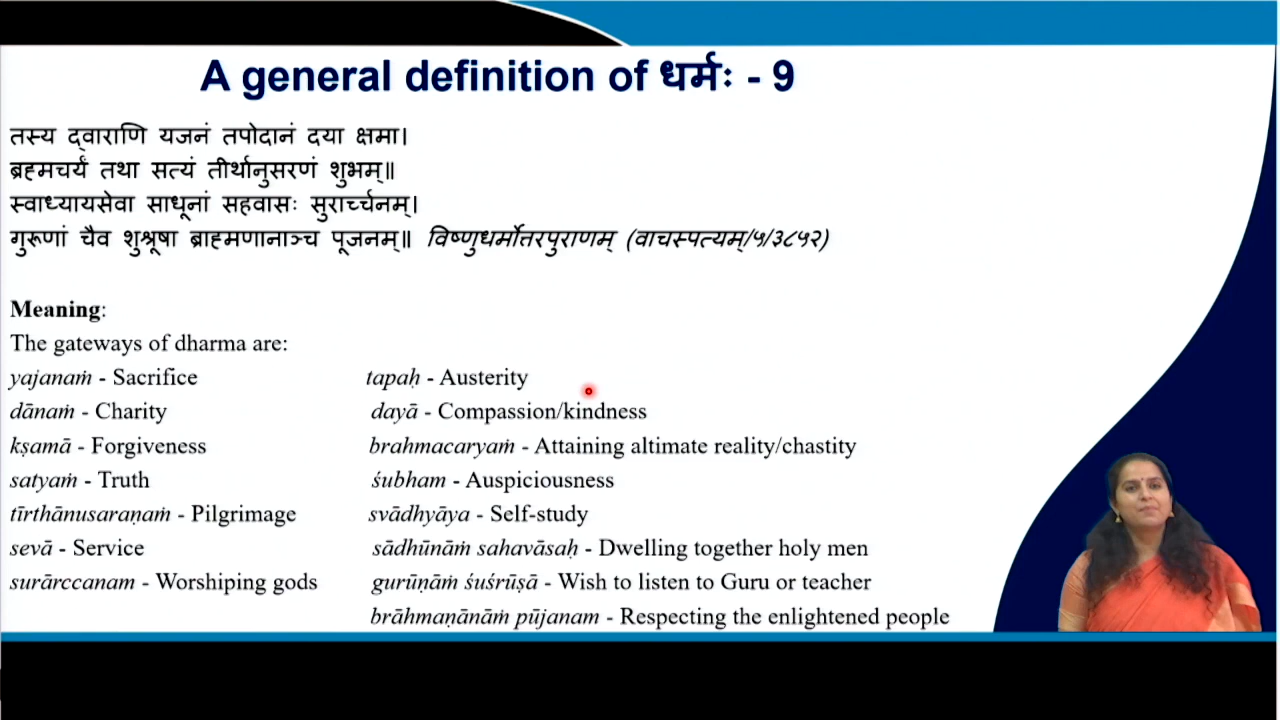 A general definition of धर्मः - 9
तस्य द्वाराणि यजनं तपोदानं दया क्षमा।
ब्रह्मचर्यं तथा सत्यं तीर्थानुसरणं शुभम्॥
स्वाध्यायसेवा साधूनां सहवासः सुरार्च्चनम्।
गुरूणां चैव शुश्रूषा ब्राह्मणानाञ्च पूजनम्॥ विष्णुधर्मोत्तरपुराणम् (वाचस्पत्यम्/५/३८५२)
Meaning:
The gateways of dharma are:
yajanaṁ - Sacrifice tapaḥ - Austerity
dānaṁ - Charity dayā - Compassion/kindness
kṣamā - Forgiveness brahmacaryaṁ - Attaining altimate reality/chastity
satyaṁ - Truth śubham - Auspiciousness
tīrthānusaraṇaṁ - Pilgrimage svādhyāya - Self-study
sevā - Service sādhūnāṁ sahavāsaḥ - Dwelling together holy men
surārccanam - Worshiping gods gurūṇāṁ śuśrūṣā - Wish to listen to Guru or teacher
brāhmaṇānāṁ pūjanam - Respecting the enlightened people